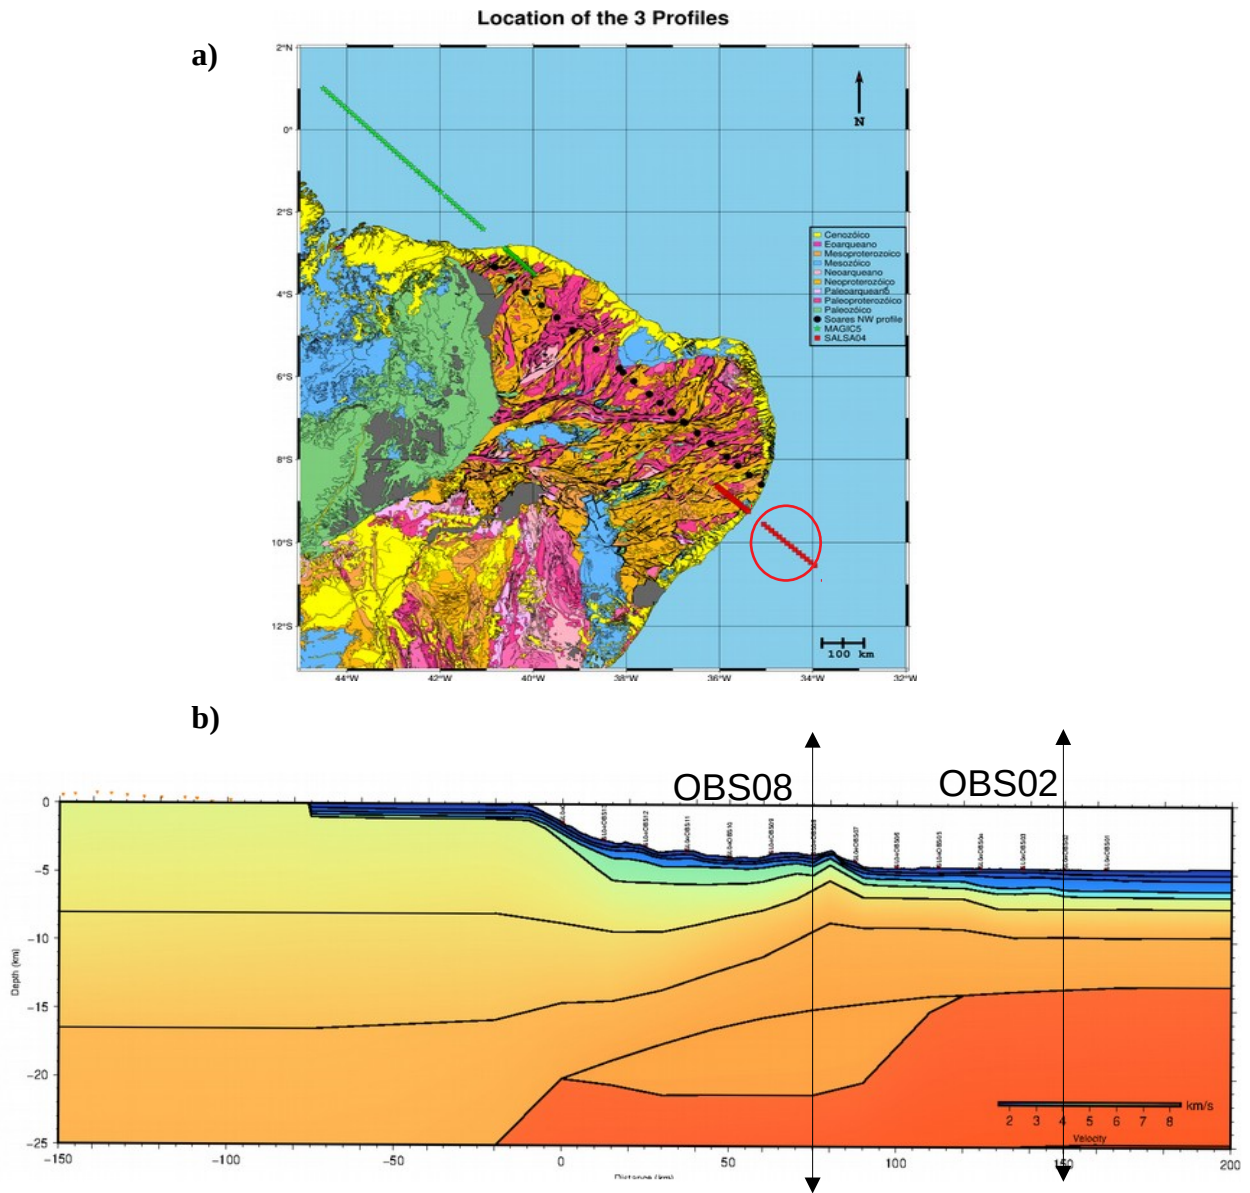 Location of the 3 Profiles
a)
2°N
0°
2°S
4°S
6°S
8°S
10°S
12°S
N
Cenozóico
Eoarqueano
Mesoproterozoico
Mesozóico
Neoarqueano
Neoproterozóico
Paleoarqueano
Paleoproterozóico
Paleozóico
Soares NW profile
MAGIC5
SALSA04
100 km
44°W 42°W 40°W 38°W 36°W 34°W 32°W
b)
OBS08 OBS02
0
−5
−10
−15
−20
−25
Depth (km)
km/s
2 3 4 5 6 7 8
Velocity
−150 −100 −50 0 50 100 150 200
Distance (km)